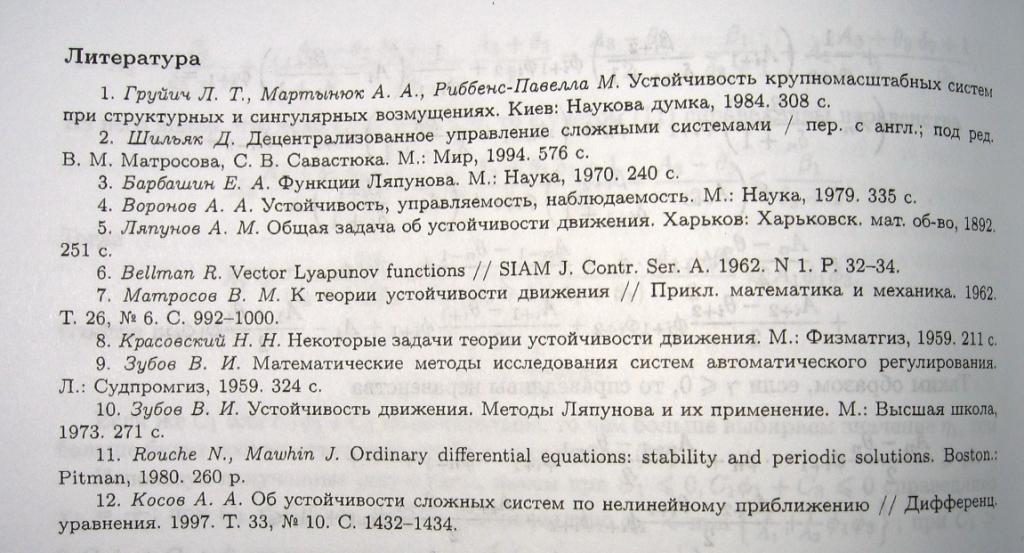 Литература
1. Груйич Л. Т., Мартынюк А. А., Риббенс-Павелла М. Устойчивость крупномасштабных систем
при структурных и сингулярных возмущениях. Киев: Наукова думка, 1984. 308 с.
2. Шильяк Д. Децентрализованное управление сложными системами / пер. с англ.; под ред.
В. М. Матросова, С. В. Савастюка. М.: Мир, 1994. 576 с.
3. Барбашин Е. А. Функции Ляпунова. М.: Наука, 1970. 240 с.
4. Воронов А. А. Устойчивость, управляемость, наблюдаемость. М.: Наука, 1979. 335 с.
5. Ляпунов А. М. Общая задача об устойчивости движения. Харьков: Харьковск. мат. об-во, 1892.
251 с.
6. Bellman R. Vector Lyapunov functions // SIAM J. Contr. Ser. A. 1962. N 1. P. 32–34.
7. Матросов В. М. К теории устойчивости движения // Прикл. математика и механика. 1962.
Т. 26, № 6. С. 992–1000.
8. Красовский Н. Н. Некоторые задачи теории устойчивости движения. М.: Физматгиз, 1959. 211 с.
9. Зубов В. И. Математические методы исследования систем автоматического регулирования.
Л.: Судпромгиз, 1959. 324 с.
10. Зубов В. И. Устойчивость движения. Методы Ляпунова и их применение. М.: Высшая школа,
1973. 271 с.
11. Rouche N., Mawhin J. Ordinary differential equations: stability and periodic solutions. Boston.:
Pitman, 1980. 260 p.
12. Косов А. А. Об устойчивости сложных систем по нелинейному приближению // Дифференц.
уравнения. 1997. Т. 33, № 10. С. 1432–1434.